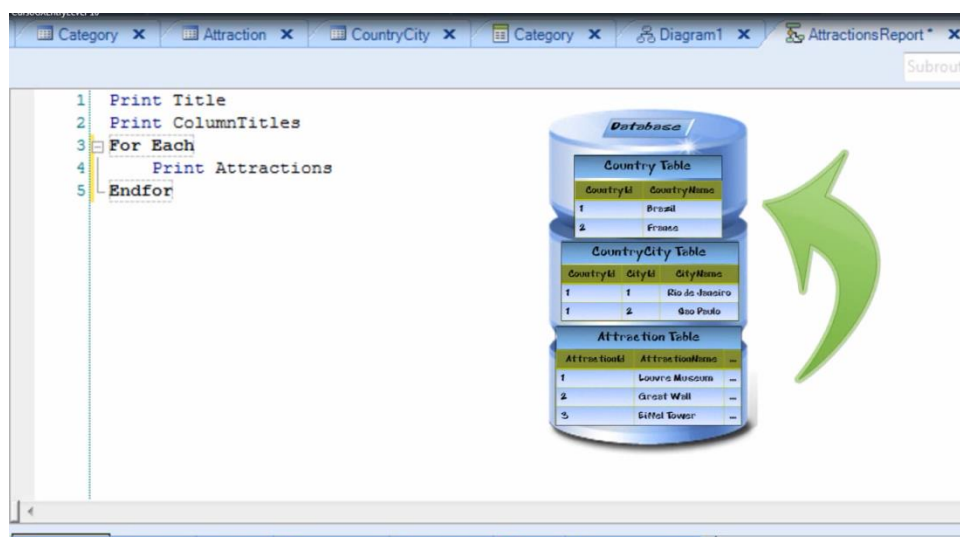 Category
Attraction
CountryCity
Category
Diagram1
AttractionsReport *
Subrout
1 Print Title
2 Print ColumnTitles
3 For Each
4 Print Attractions
5 Endfor
Database
Country Table
CountryId CountryName
1 Brazil
2 France
CountryCity Table
CountryId CityId CityName
1 1 Rio de Janeiro
1 2 Sao Paulo
Attraction Table
AttractionId AttractionName ...
1 Louvre Museum ...
2 Great Wall ...
3 Eiffel Tower ...